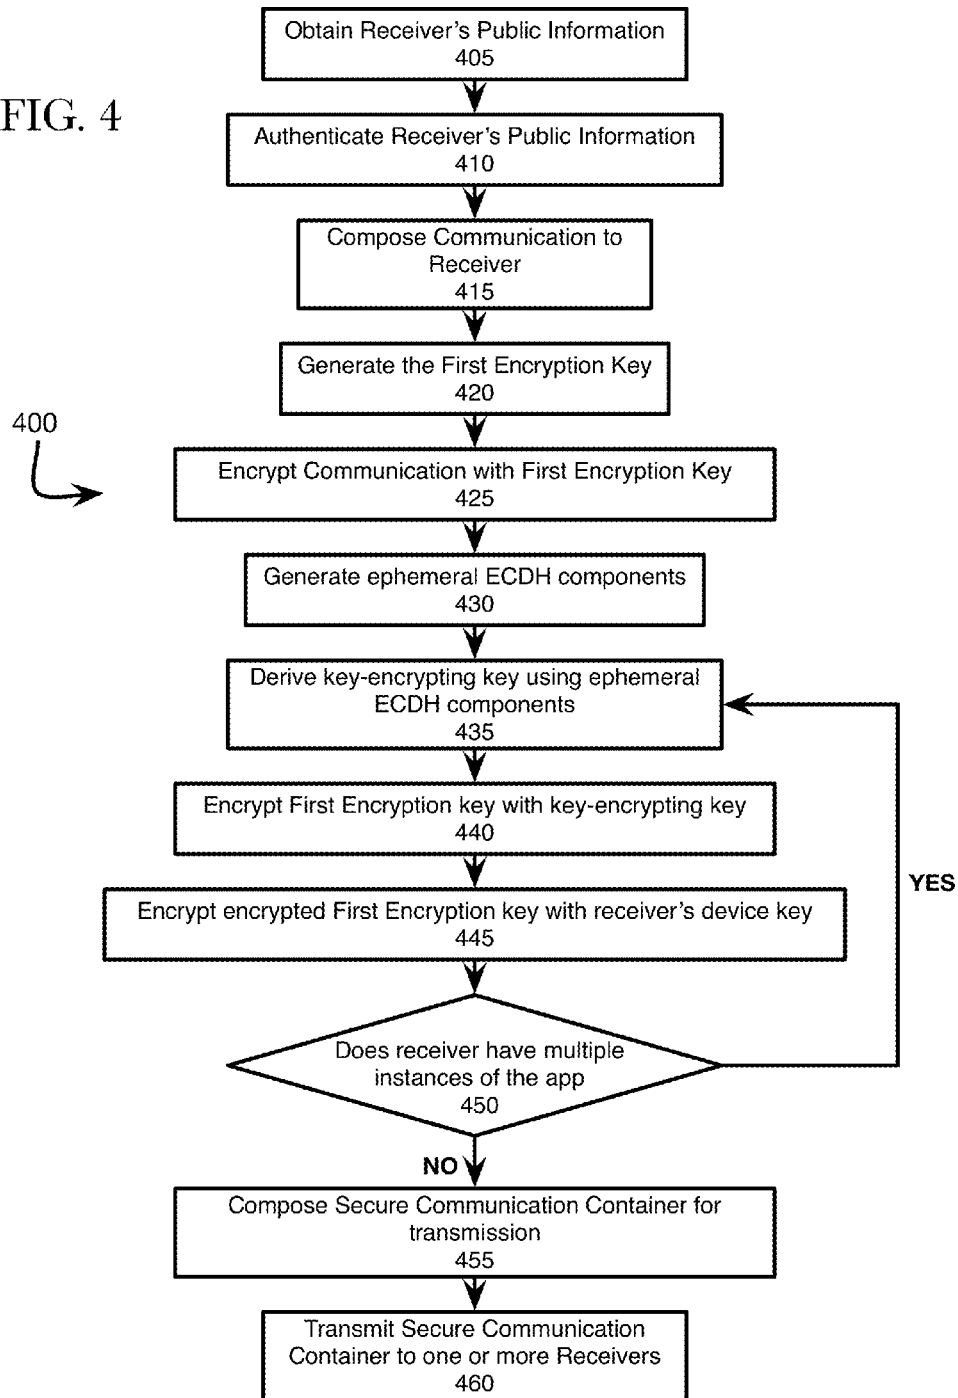 Obtain Receiver's Public Information
405
FIG. 4
Authenticate Receiver's Public Information
410
Compose Communication to
Receiver
415
Generate the First Encryption Key
420
400
Encrypt Communication with First Encryption Key
425
Generate ephemeral ECDH components
430
Derive key-encrypting key using ephemeral
ECDH components
435
Encrypt First Encryption key with key-encrypting key
440
YES
Encrypt encrypted First Encryption key with receiver's device key
445
Does receiver have multiple
instances of the app
450
NO
Compose Secure Communication Container for
transmission
455
Transmit Secure Communication
Container to one or more Receivers
460